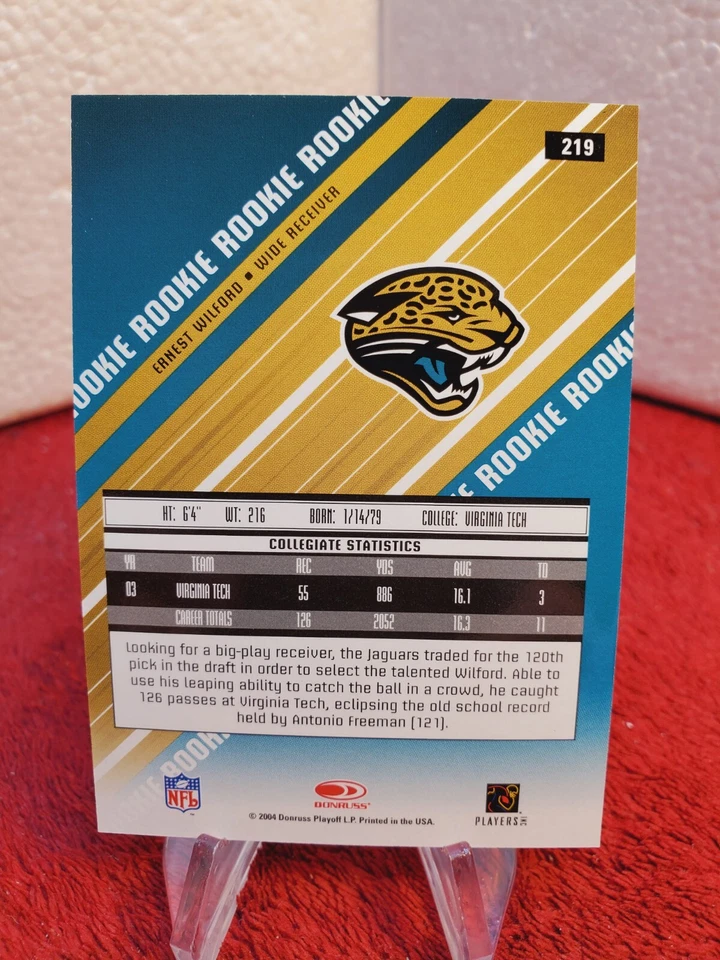 219
ROOKIE ROOKIE ROOKIE ROOKIE
ERNEST WILFORD • WIDE RECEIVER
ROOKIE ROOKIE
HT: 6'4" WT: 216 BORN: 1/14/79 COLLEGE: VIRGINIA TECH
COLLEGIATE STATISTICS
YR TEAM REC YDS AVG TD
03 VIRGINIA TECH 55 886 16.1 3
CAREER TOTALS 126 2052 16.3 11
Looking for a big-play receiver, the Jaguars traded for the 120th
pick in the draft in order to select the talented Wilford. Able to
use his leaping ability to catch the ball in a crowd, he caught
126 passes at Virginia Tech, eclipsing the old school record
held by Antonio Freeman (121).
ROOKI
NFL
DONRUSS
PLAYERS INC
© 2004 Donruss Playoff L.P. Printed in the USA.